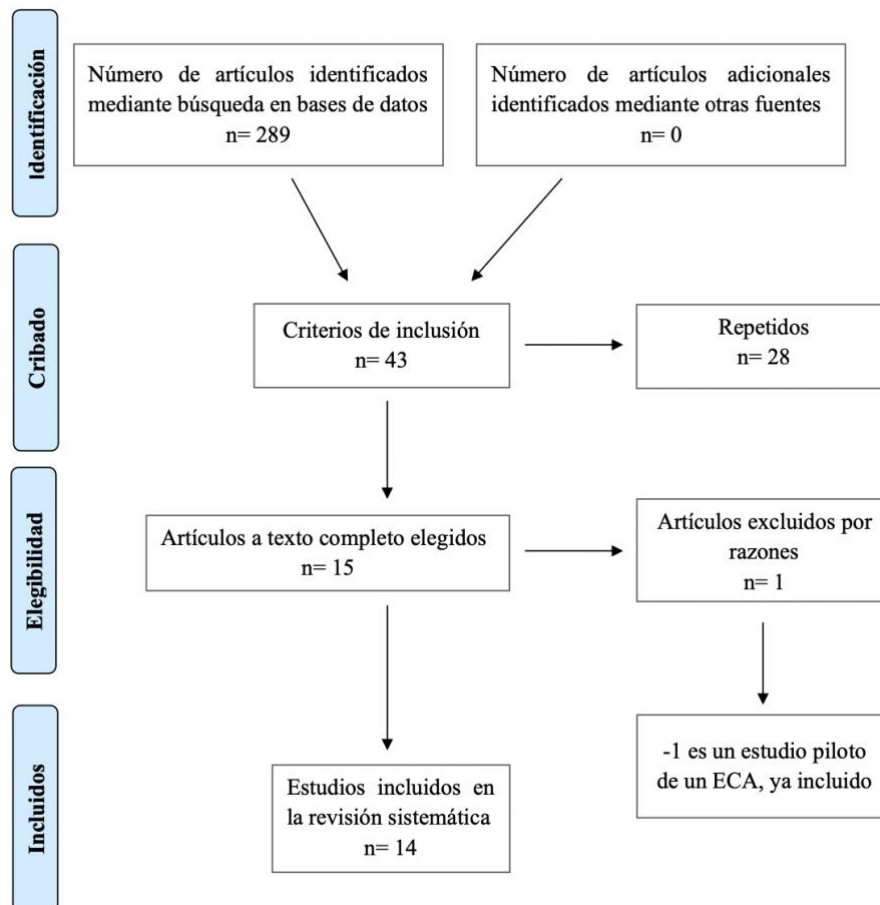 Identificación
Número de artículos identificados
mediante búsqueda en bases de datos
n= 289
Número de artículos adicionales
identificados mediante otras fuentes
n= 0
Cribado
Criterios de inclusión
n= 43
Repetidos
n= 28
Elegibilidad
Artículos a texto completo elegidos
n= 15
Artículos excluidos por
razones
n= 1
-1 es un estudio piloto
de un ECA, ya incluido
Incluidos
Estudios incluidos en
la revisión sistemática
n= 14